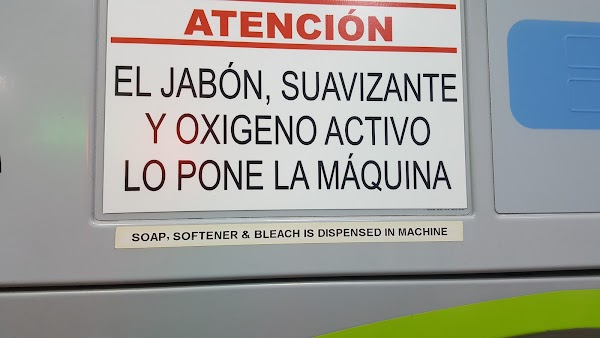 ATENCIÓN
EL JABÓN, SUAVIZANTE
Y OXIGENO ACTIVO
LO PONE LA MÁQUINA
SOAP, SOFTENER & BLEACH IS DISPENSED IN MACHINE